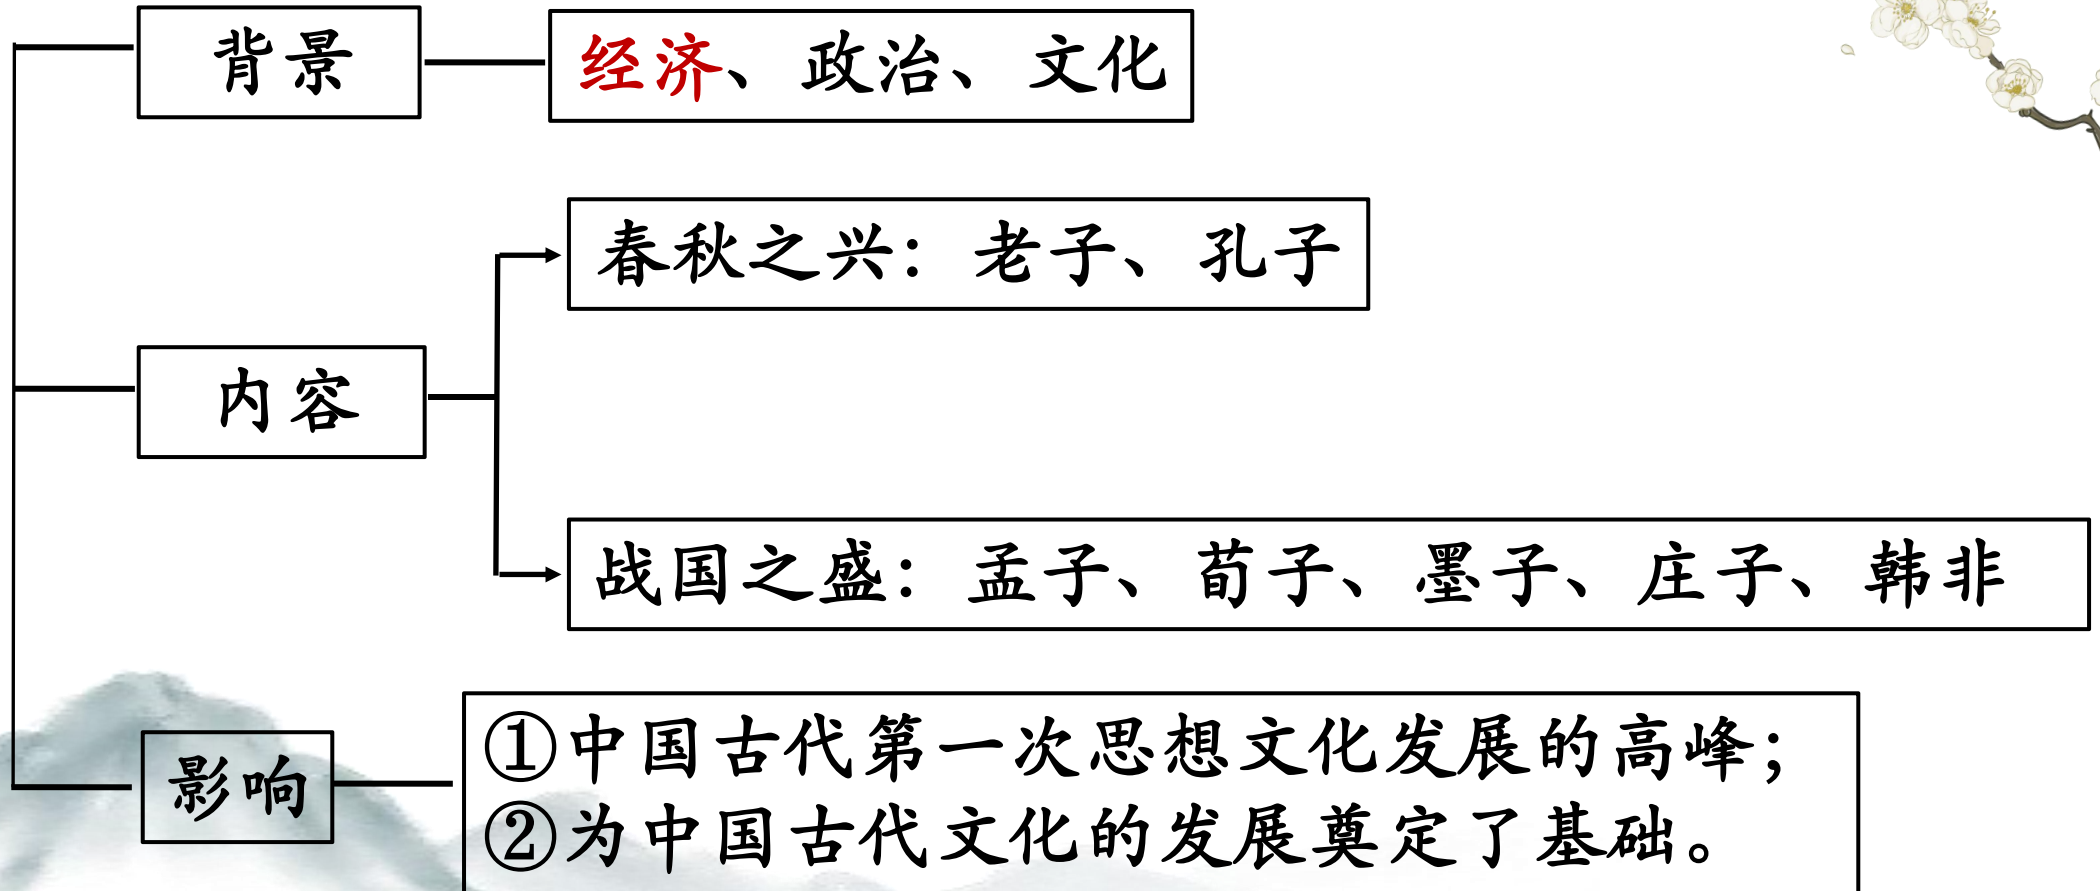 背景
经济、政治、文化
春秋之兴：老子、孔子
内容
战国之盛：孟子、荀子、墨子、庄子、韩非
影响
①中国古代第一次思想文化发展的高峰；
②为中国古代文化的发展奠定了基础。